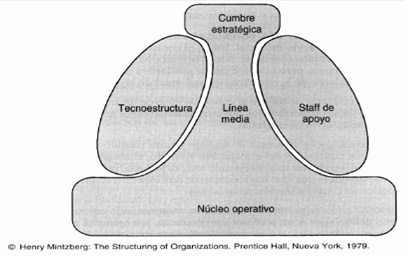 Cumbre
estratégica
Tecnoestructura
Línea
media
Staff de
apoyo
Núcleo operativo
© Henry Mintzberg: The Structuring of Organizations. Prentice Hall, Nueva York, 1979.